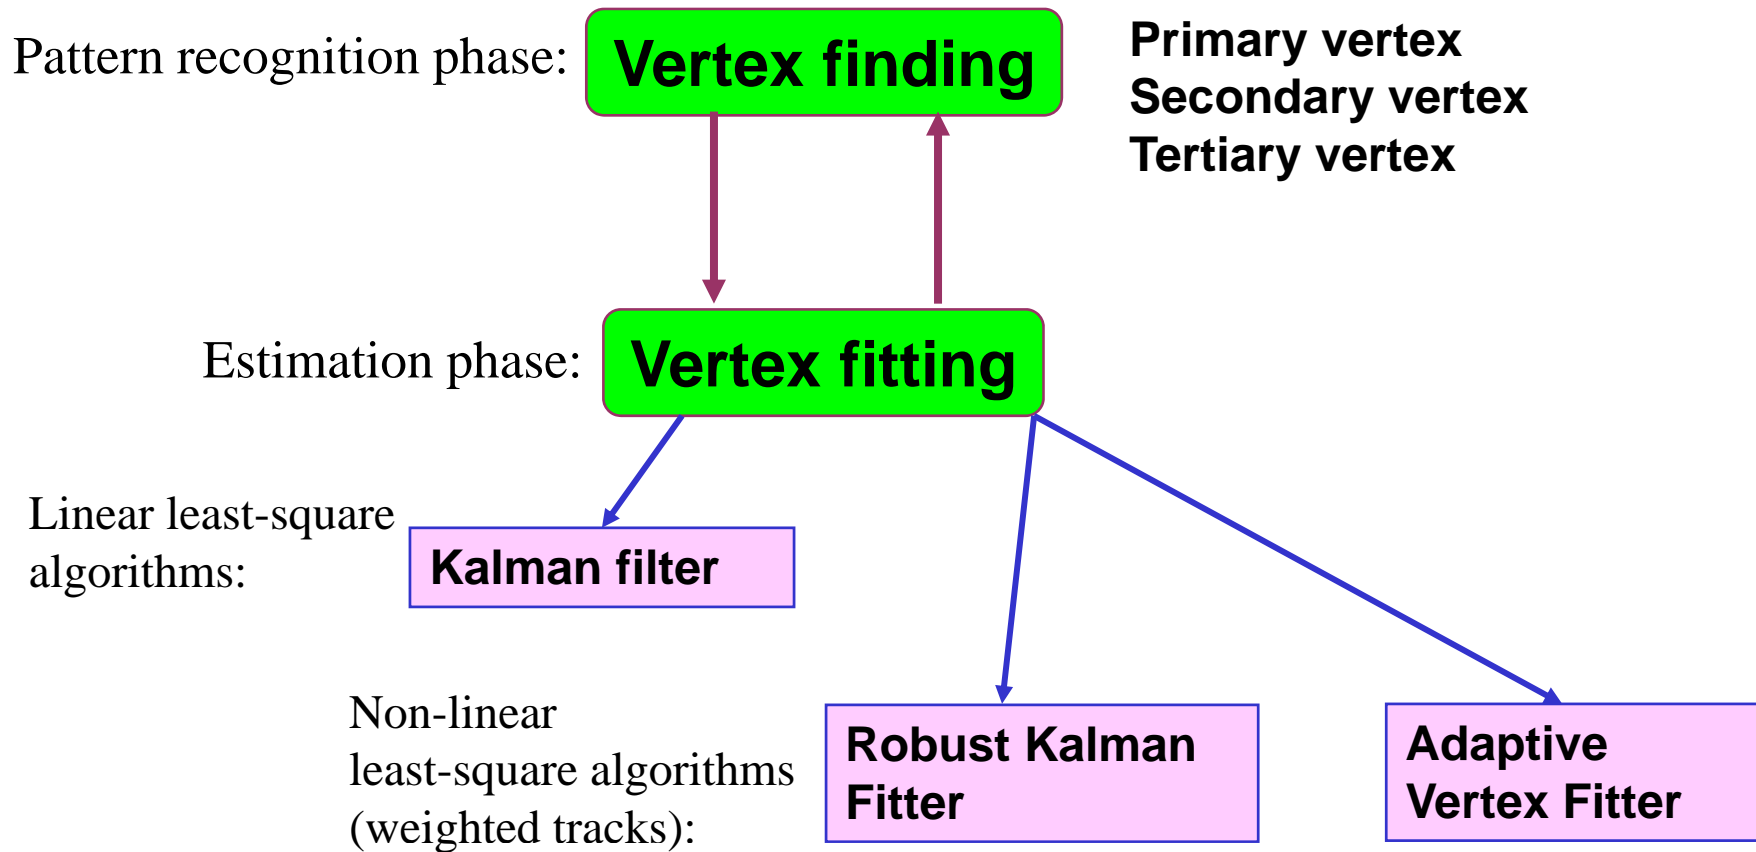 Pattern recognition phase:
Vertex finding
Primary vertex
Secondary vertex
Tertiary vertex
Estimation phase:
Vertex fitting
Linear least-square
algorithms:
Kalman filter
Non-linear
least-square algorithms
(weighted tracks):
Robust Kalman
Fitter
Adaptive
Vertex Fitter